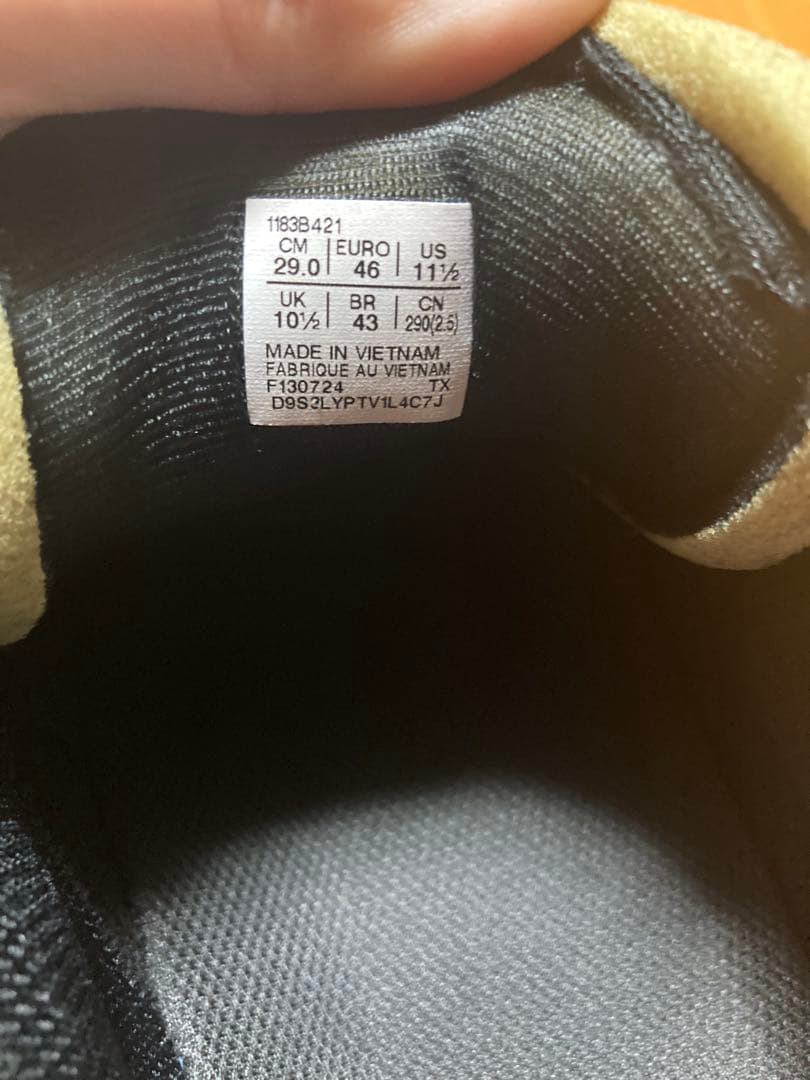 1183B421
CM | EURO | US
29.0 | 46 | 11½
UK | BR | CN
10½ | 43 | 290(2.5)
MADE IN VIETNAM
FABRIQUE AU VIETNAM
F130724 TX
D9S3LYPTV1L4C7J